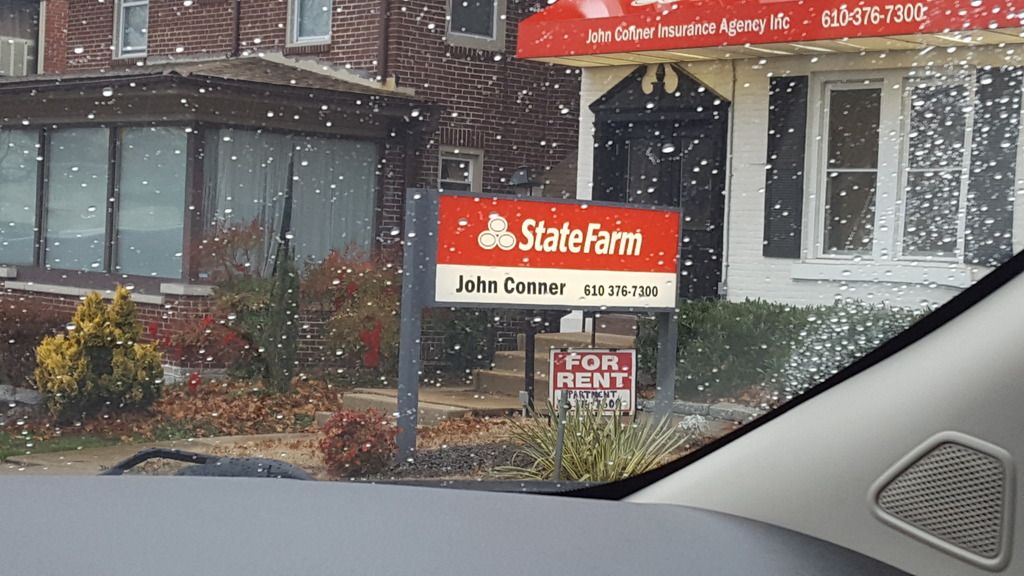 John Conner Insurance Agency Inc 610-376-7300
StateFarm
John Conner 610 376-7300
FOR
RENT